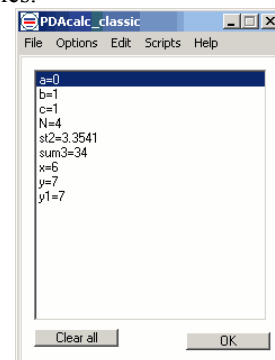 PDAcalc_classic
File Options Edit Scripts Help
a=0
b=1
c=1
N=4
st2=3.3541
sum3=34
x=6
y=7
y1=7
Clear all OK